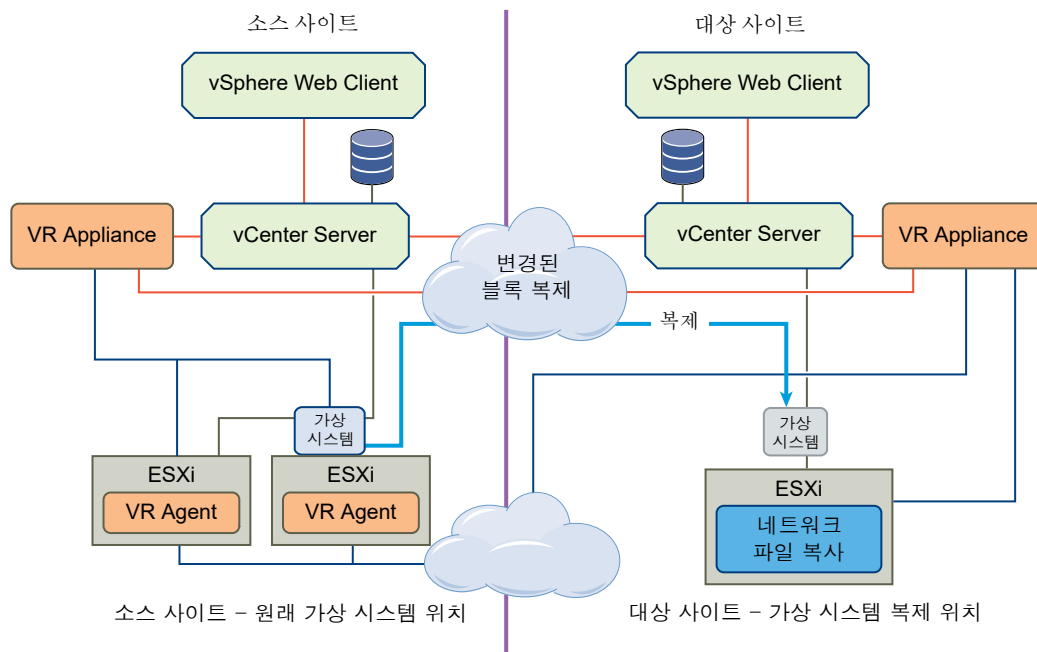 소스 사이트
대상 사이트
vSphere Web Client
vSphere Web Client
VR Appliance
vCenter Server
vCenter Server
VR Appliance
변경된
블록 복제
복제
가상
시스템
가상
시스템
ESXi
VR Agent
ESXi
VR Agent
ESXi
네트워크
파일 복사
소스 사이트 – 원래 가상 시스템 위치
대상 사이트 – 가상 시스템 복제 위치